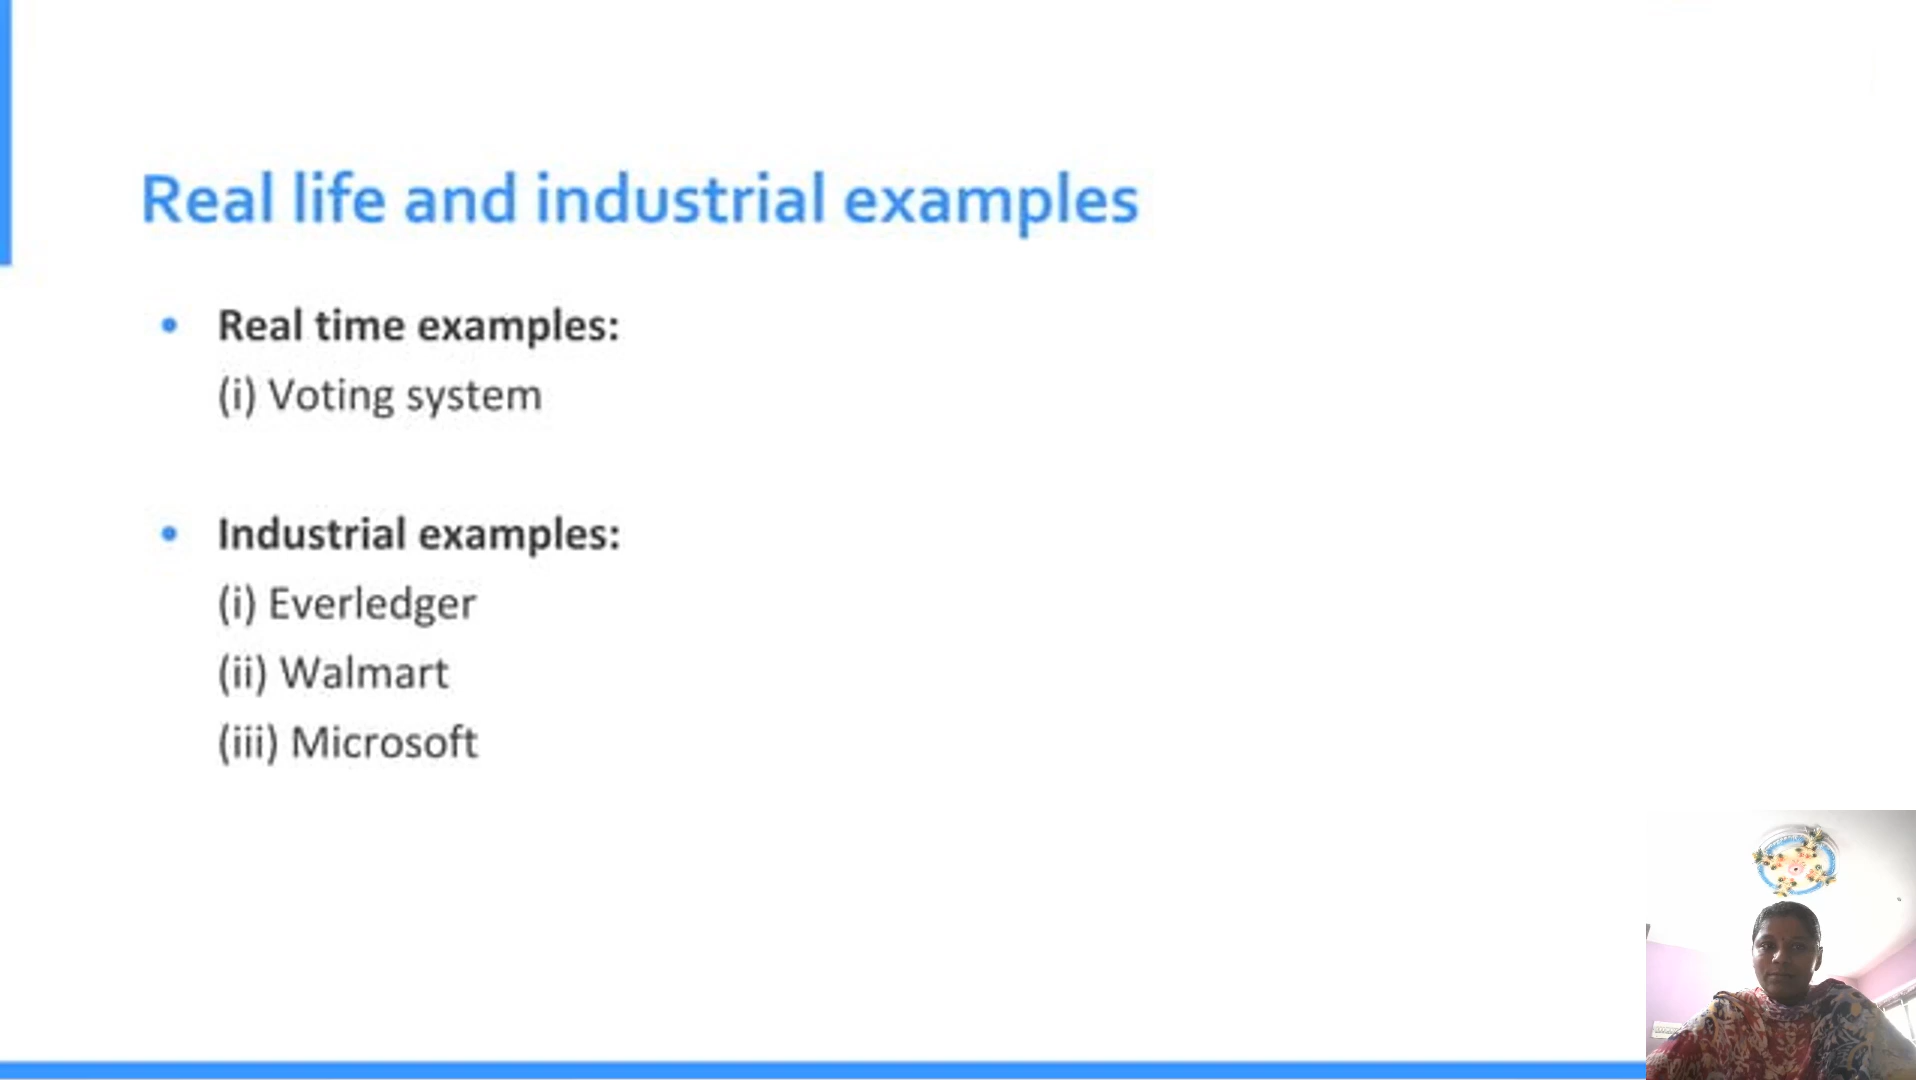 Real life and industrial examples
• Real time examples:
(i) Voting system
• Industrial examples:
(i) Everledger
(ii) Walmart
(iii) Microsoft